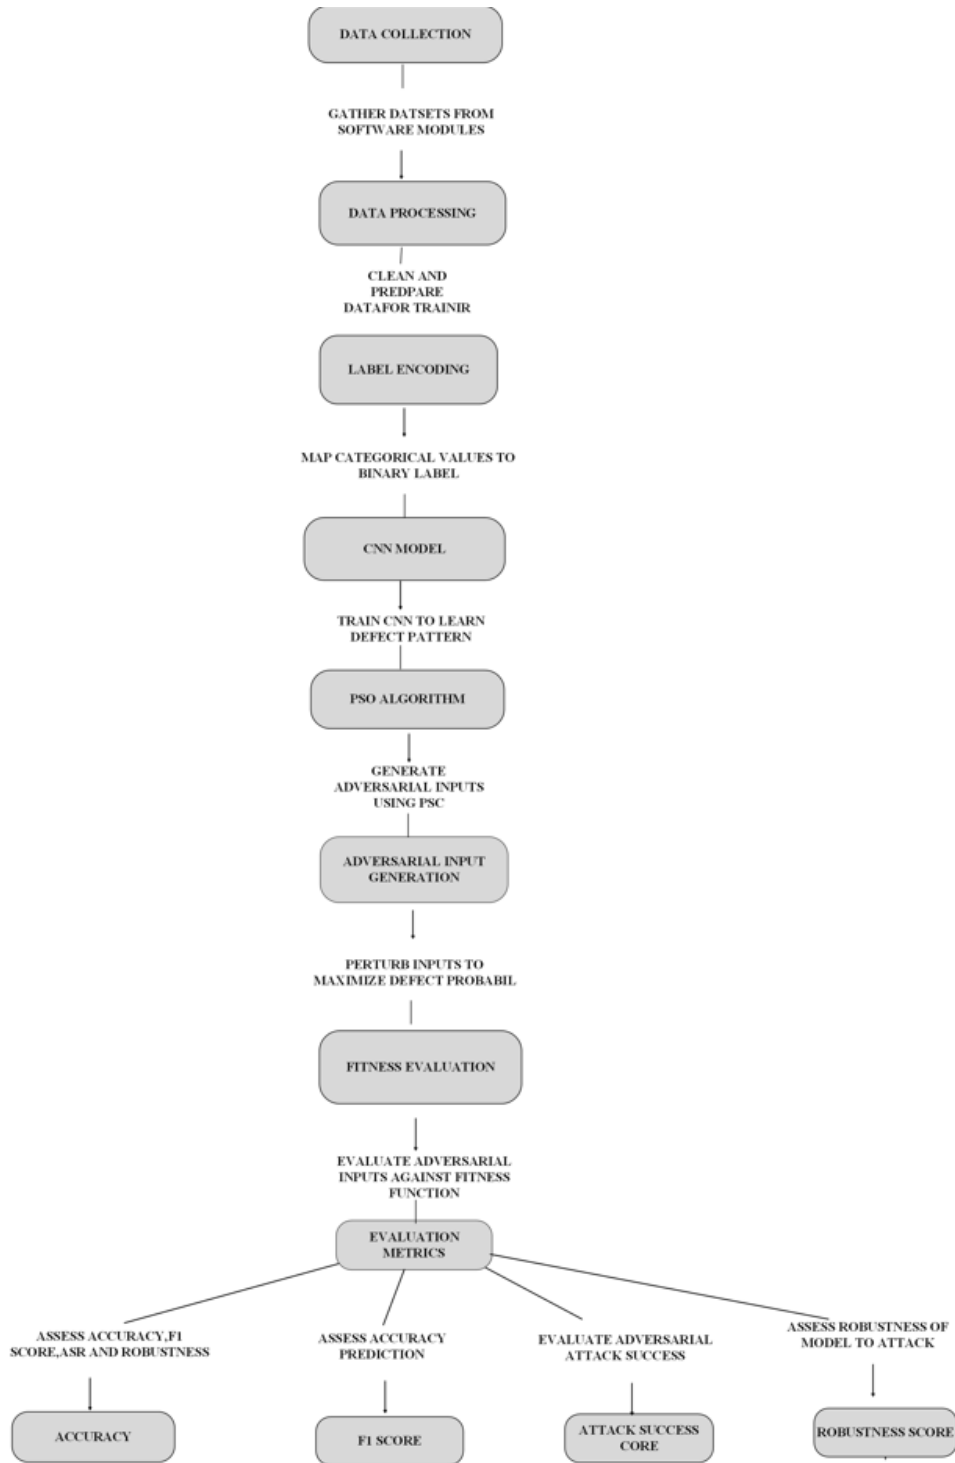 DATA COLLECTION
GATHER DATSETS FROM
SOFTWARE MODULES
DATA PROCESSING
CLEAN AND
PREDPARE
DATAFOR TRAINIR
LABEL ENCODING
MAP CATEGORICAL VALUES TO
BINARY LABEL
CNN MODEL
TRAIN CNN TO LEARN
DEFECT PATTERN
PSO ALGORITHM
GENERATE
ADVERSARIAL INPUTS
USING PSC
ADVERSARIAL INPUT
GENERATION
PERTURB INPUTS TO
MAXIMIZE DEFECT PROBABIL
FITNESS EVALUATION
EVALUATE ADVERSARIAL
INPUTS AGAINST FITNESS
FUNCTION
EVALUATION
METRICS
ASSESS ACCURACY,F1
SCORE,ASR AND ROBUSTNESS
ASSESS ACCURACY
PREDICTION
EVALUATE ADVERSARIAL
ATTACK SUCCESS
ASSESS ROBUSTNESS OF
MODEL TO ATTACK
ACCURACY
F1 SCORE
ATTACK SUCCESS
CORE
ROBUSTNESS SCORE